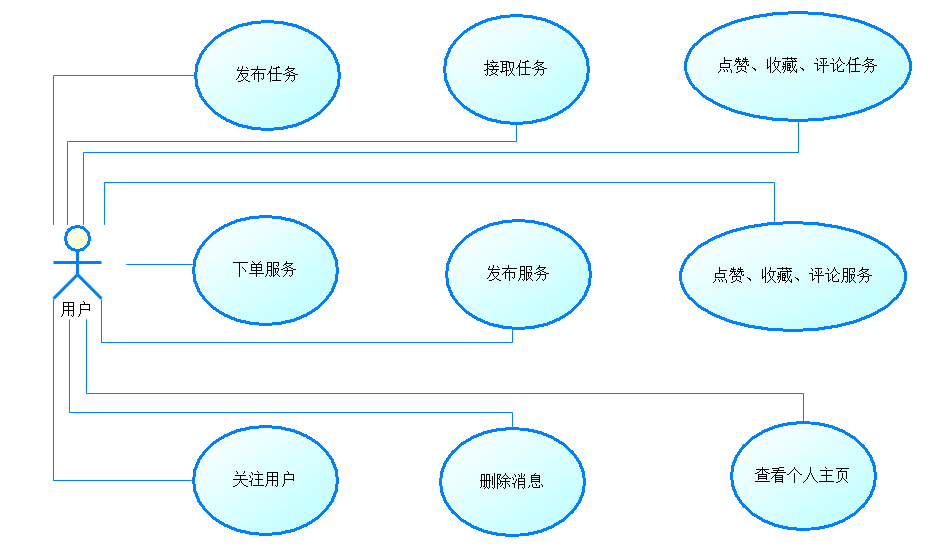 发布任务
接取任务
点赞、收藏、评论任务
下单服务
发布服务
点赞、收藏、评论服务
用户
关注用户
删除消息
查看个人主页